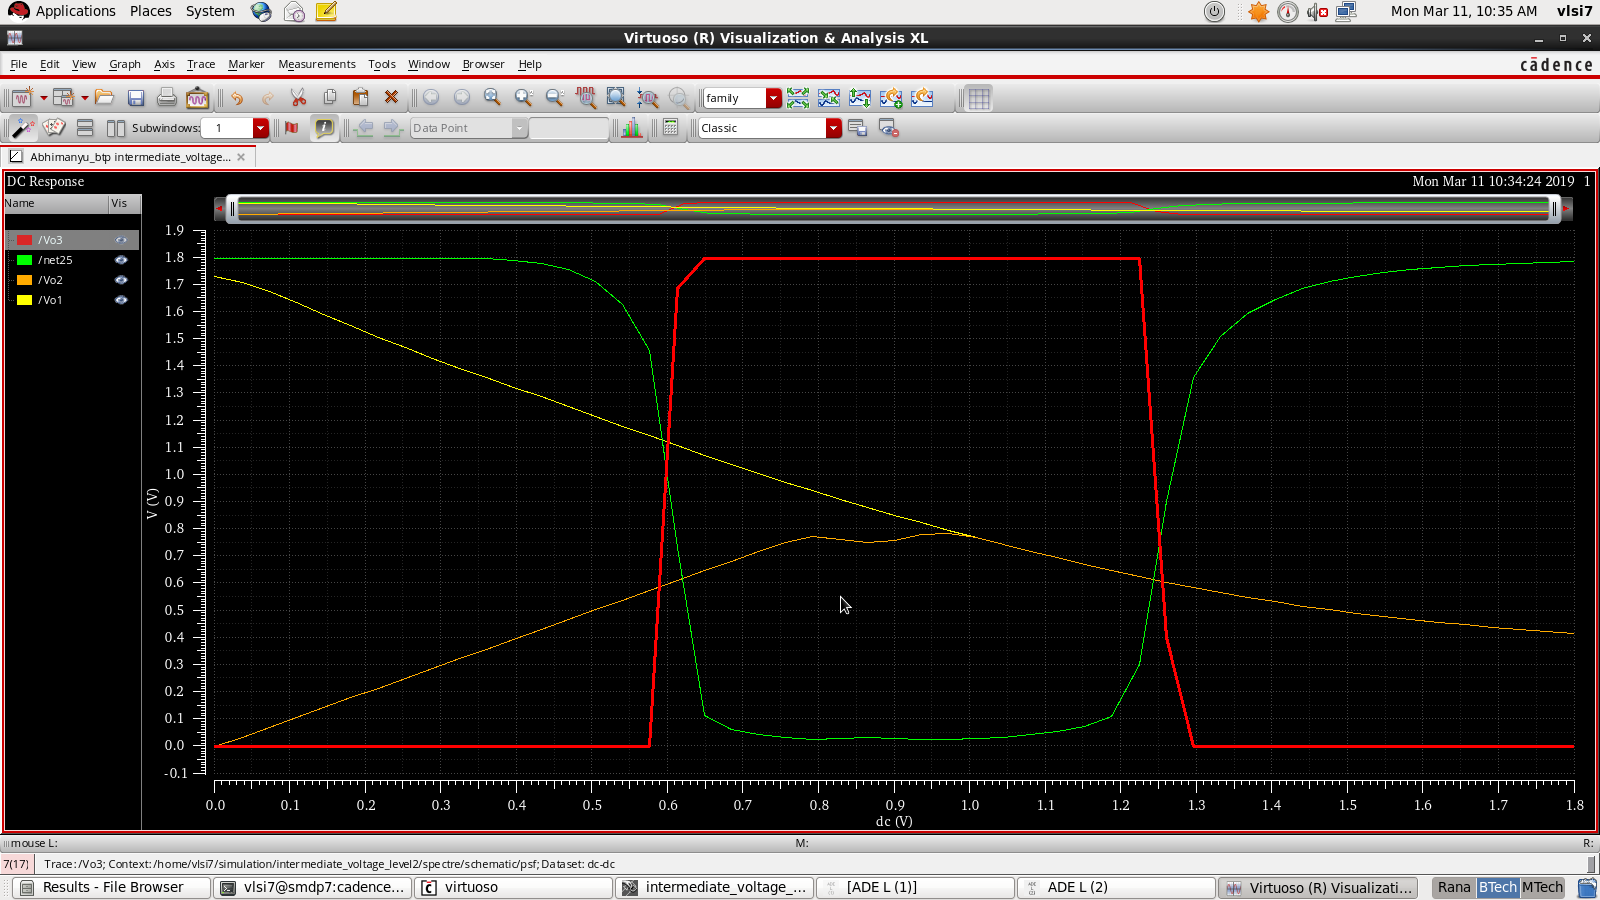 Applications Places System Mon Mar 11, 10:35 AM vlsi7
Virtuoso (R) Visualization & Analysis XL
File Edit View Graph Axis Trace Marker Measurements Tools Window Browser Help cādence
family
Subwindows: 1 Data Point Classic
Abhimanyu_btp intermediate_voltage...
DC Response Mon Mar 11 10:34:24 2019 1
Name Vis
/Vo3
/net25
/Vo2
/Vo1
1.9
1.8
1.7
1.6
1.5
1.4
1.3
1.2
1.1
1.0
0.9
0.8
0.7
0.6
0.5
0.4
0.3
0.2
0.1
0.0
-0.1
V (V)
0.0 0.1 0.2 0.3 0.4 0.5 0.6 0.7 0.8 0.9 1.0 1.1 1.2 1.3 1.4 1.5 1.6 1.7 1.8
dc (V)
mouse L: M: R:
7(17) Trace: /Vo3; Context: /home/vlsi7/simulation/intermediate_voltage_level2/spectre/schematic/psf; Dataset: dc-dc
Results - File Browser vlsi7@smdp7:cadence... virtuoso intermediate_voltage_... [ADE L (1)] ADE L (2) Virtuoso (R) Visualizati... Rana BTech MTech